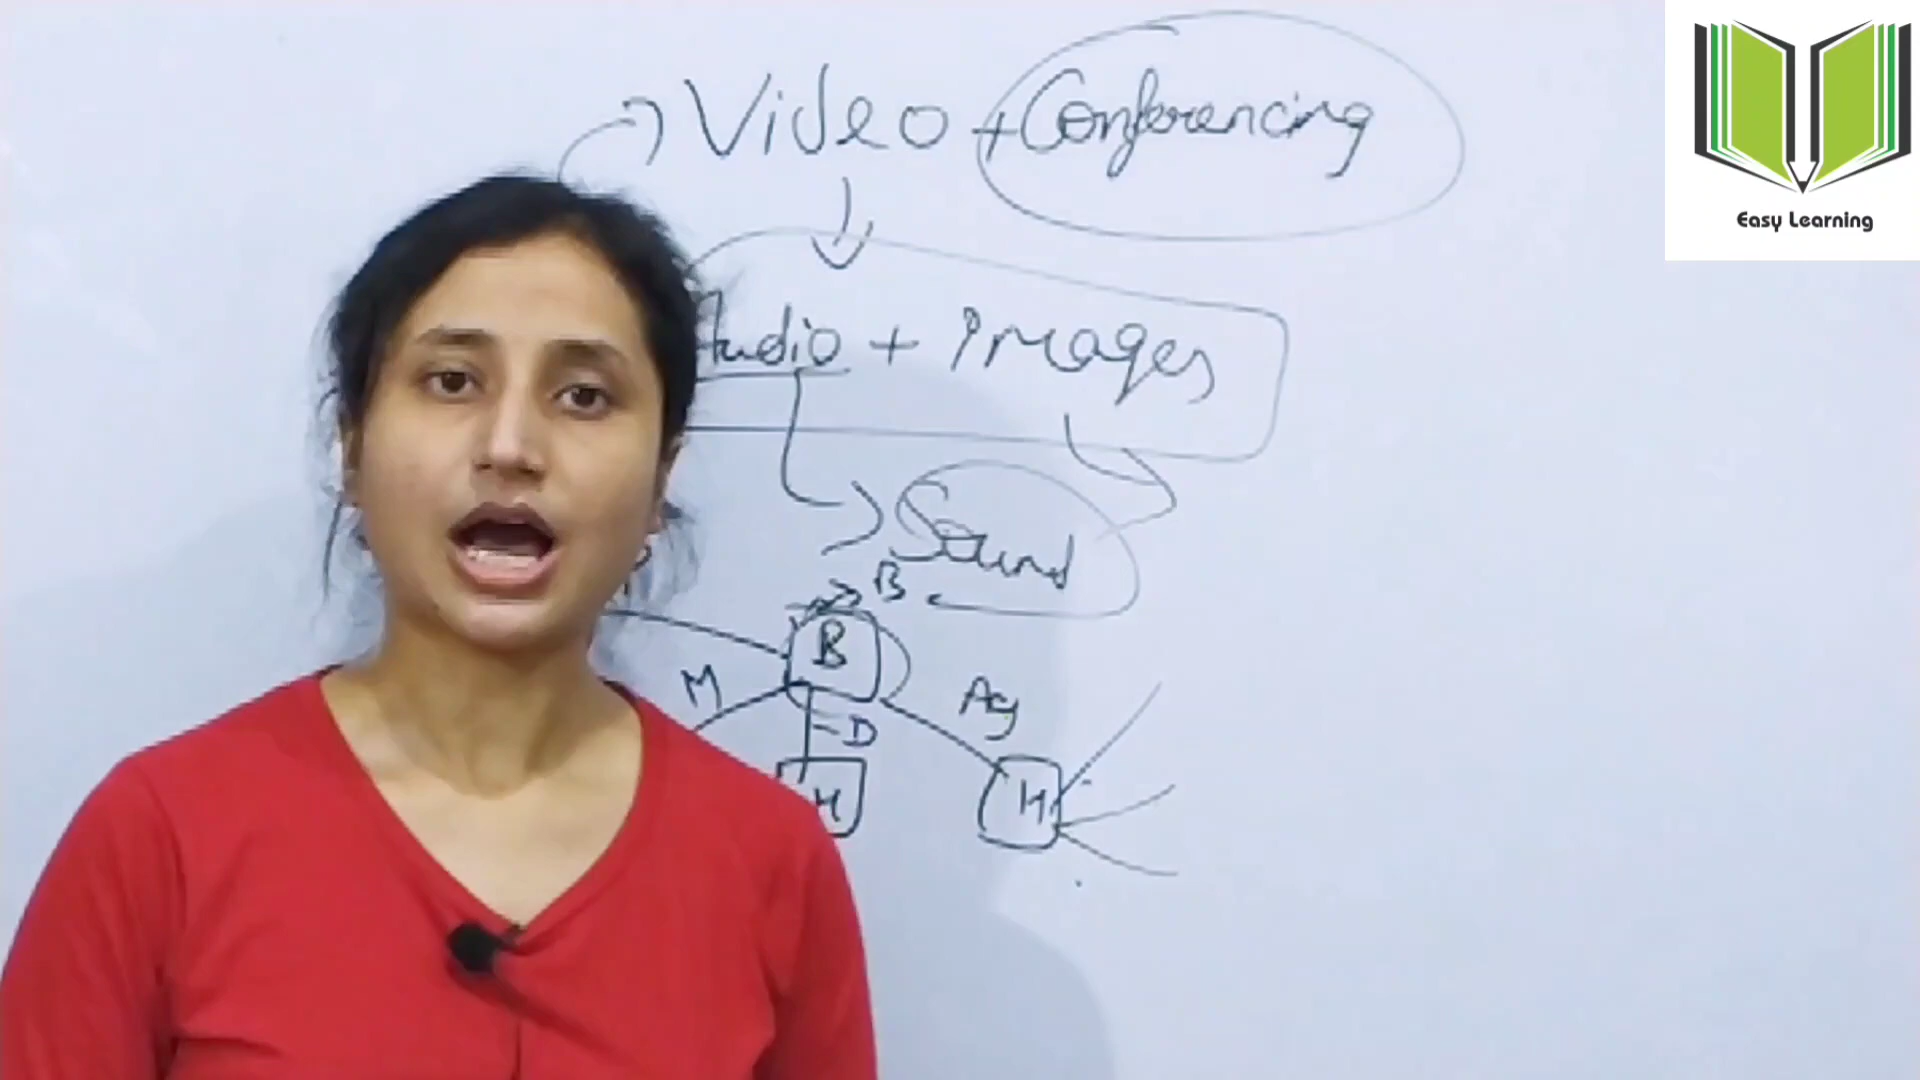 Video + Conferencing
Easy Learning
Audio + Images
Sound
B
B
M
Ag
D
H
H